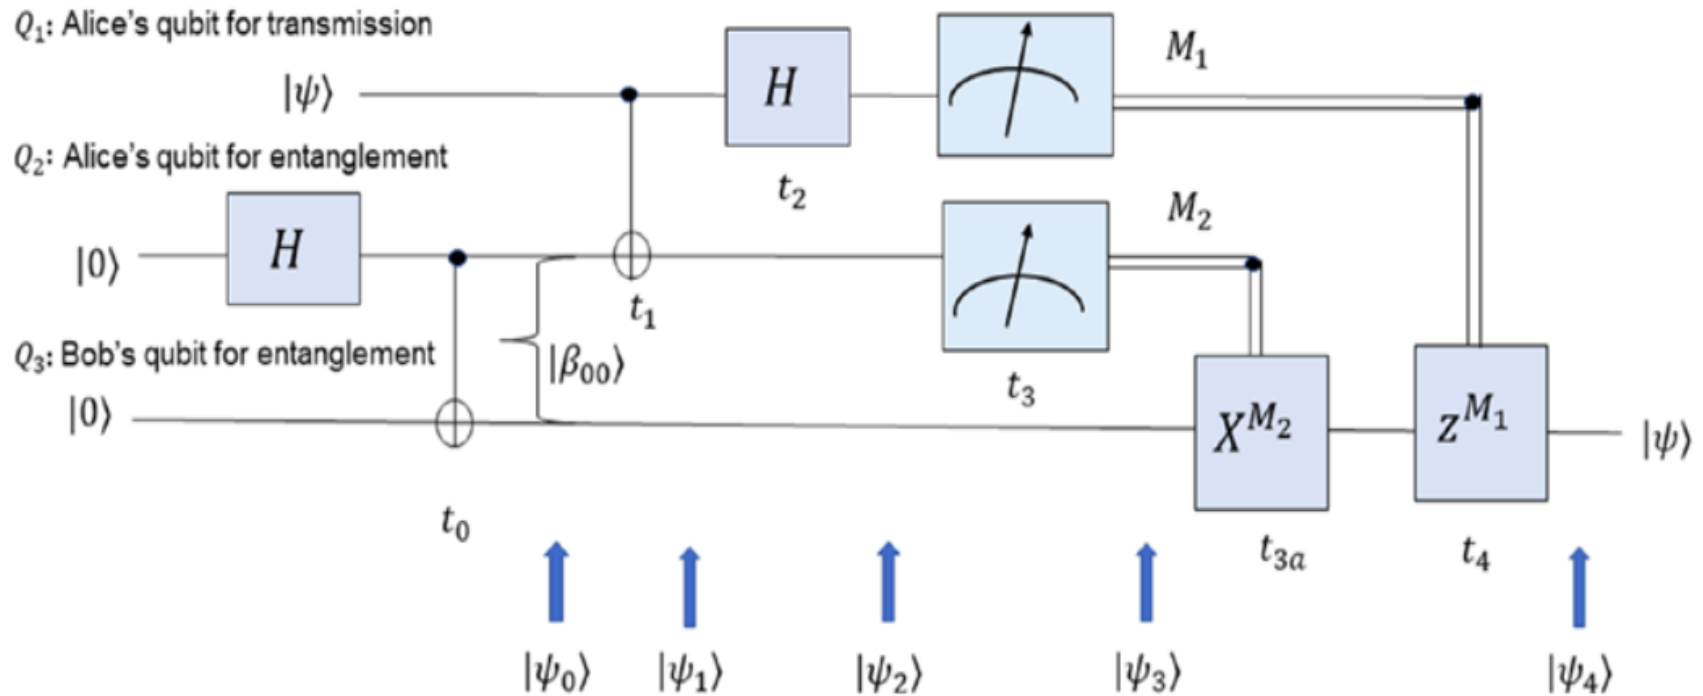 Q₁: Alice's qubit for transmission
|ψ⟩
H
t₂
M₁
Q₂: Alice's qubit for entanglement
|0⟩
H
t₁
M₂
t₃
|β₀₀⟩
Q₃: Bob's qubit for entanglement
|0⟩
X^{M₂}
Z^{M₁}
|ψ⟩
t₀
t₃ₐ
t₄
|ψ₀⟩ |ψ₁⟩ |ψ₂⟩ |ψ₃⟩ |ψ₄⟩